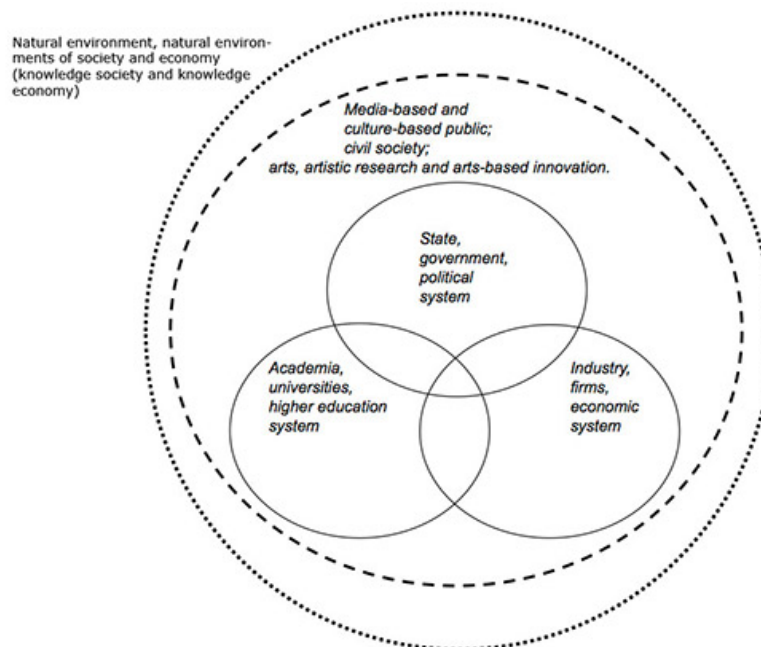 Natural environment, natural environ-
ments of society and economy
(knowledge society and knowledge
economy)
Media-based and
culture-based public;
civil society;
arts, artistic research and arts-based innovation.
State,
government,
political
system
Academia,
universities,
higher education
system
Industry,
firms,
economic
system